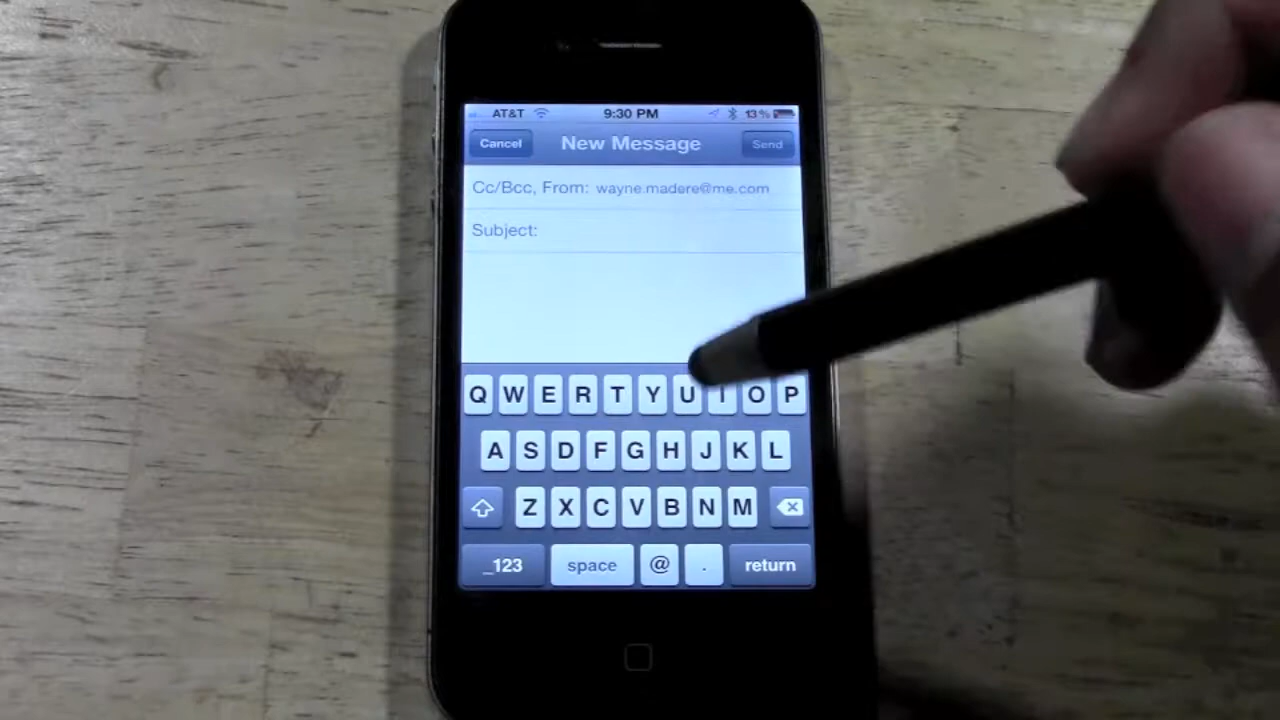 AT&T 9:30 PM 13%
Cancel New Message Send
Cc/Bcc, From: wayne.madere@me.com
Subject:
Q W E R T Y U I O P
A S D F G H J K L
Z X C V B N M
_123 space @ . return